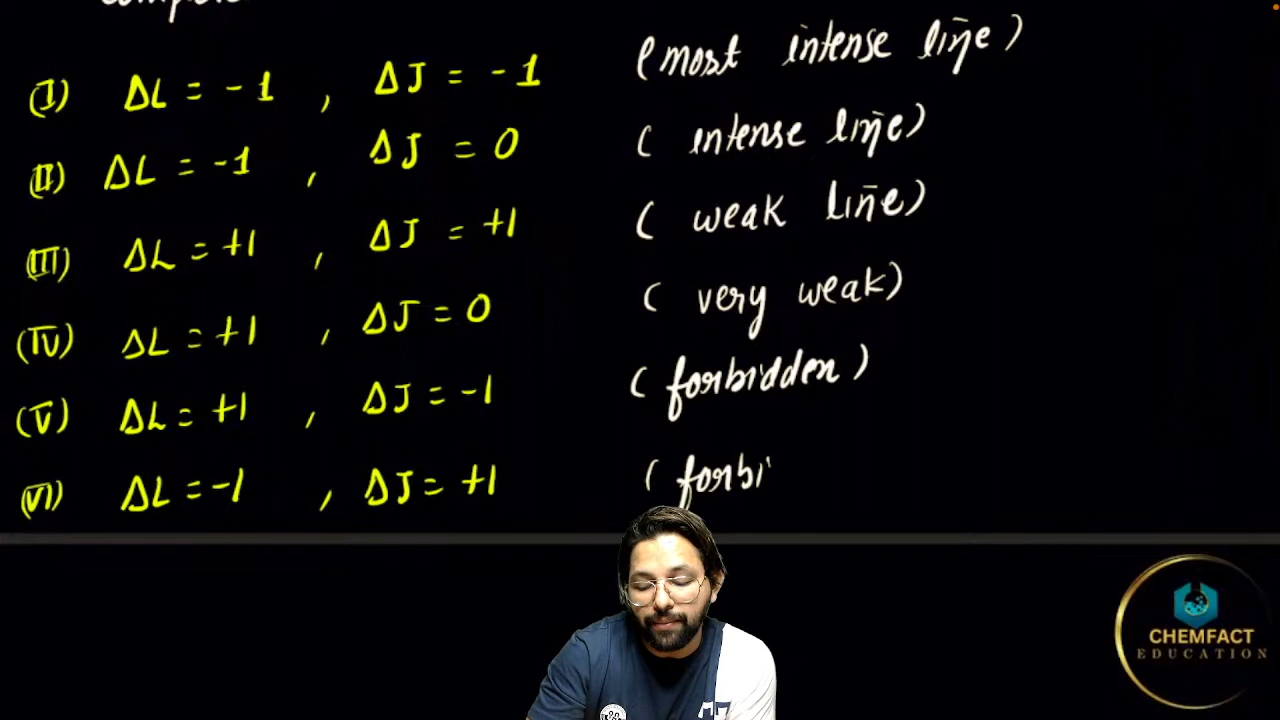 (I) ΔL = -1 , ΔJ = -1 (most intense line)
(II) ΔL = -1 , ΔJ = 0 ( intense line)
(III) ΔL = +1 , ΔJ = +1 ( weak line)
(IV) ΔL = +1 , ΔJ = 0 ( very weak)
(V) ΔL = +1 , ΔJ = -1 ( forbidden )
(VI) ΔL = -1 , ΔJ = +1 ( forbi
CHEMFACT
EDUCATION